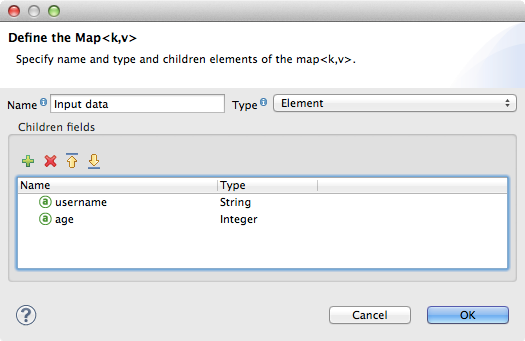 Define the Map<k,v>
Specify name and type and children elements of the map<k,v>.
Name Input data Type Element
Children fields
Name Type
a username String
a age Integer
? Cancel OK